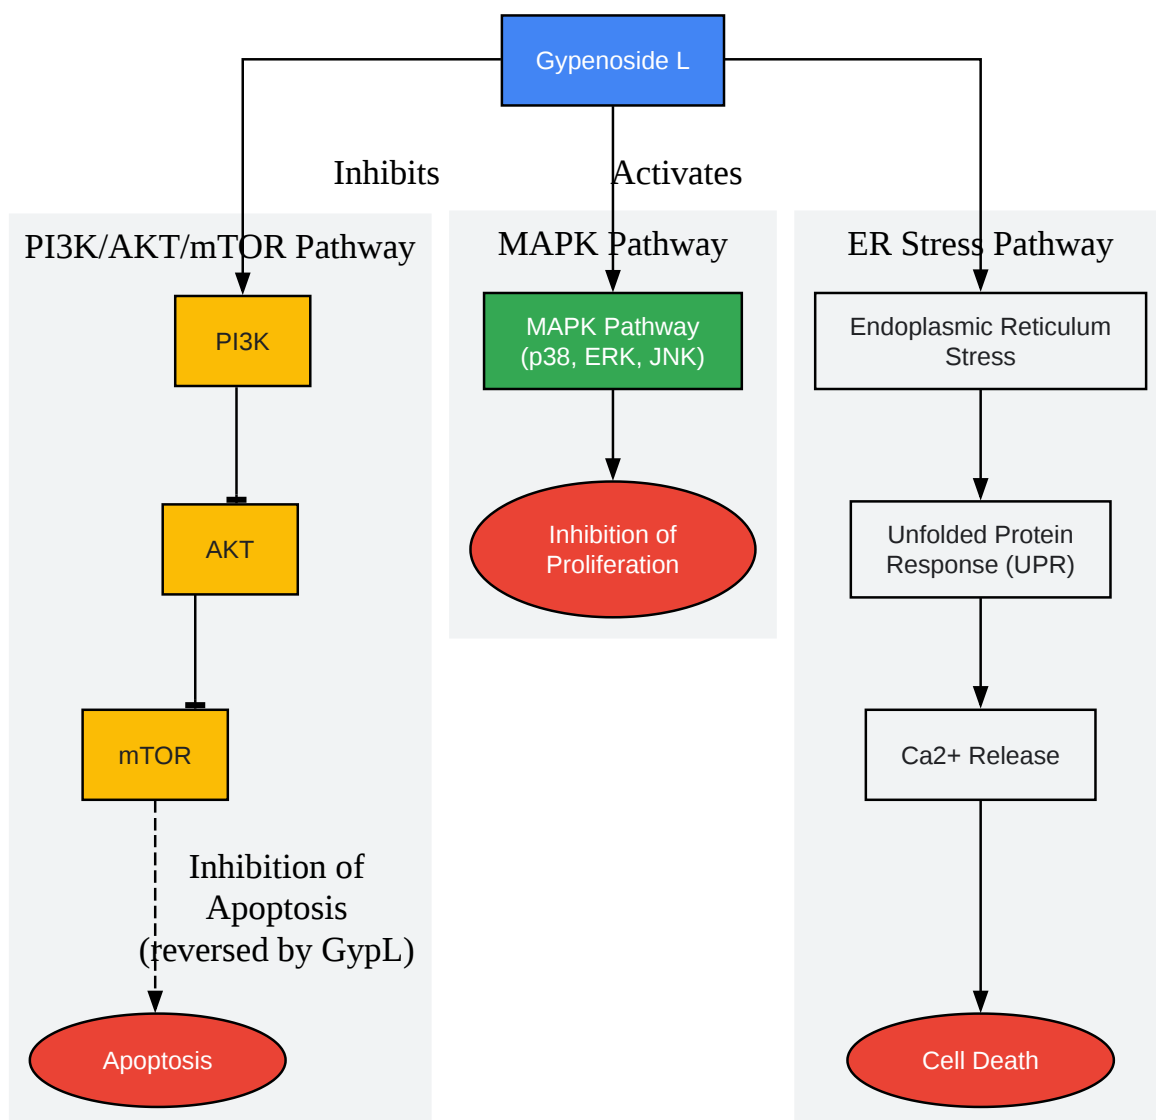 Gypenoside L
Inhibits
Activates
PI3K/AKT/mTOR Pathway
PI3K
AKT
mTOR
Inhibition of
Apoptosis
(reversed by GypL)
Apoptosis
MAPK Pathway
MAPK Pathway
(p38, ERK, JNK)
Inhibition of
Proliferation
ER Stress Pathway
Endoplasmic Reticulum
Stress
Unfolded Protein
Response (UPR)
Ca2+ Release
Cell Death